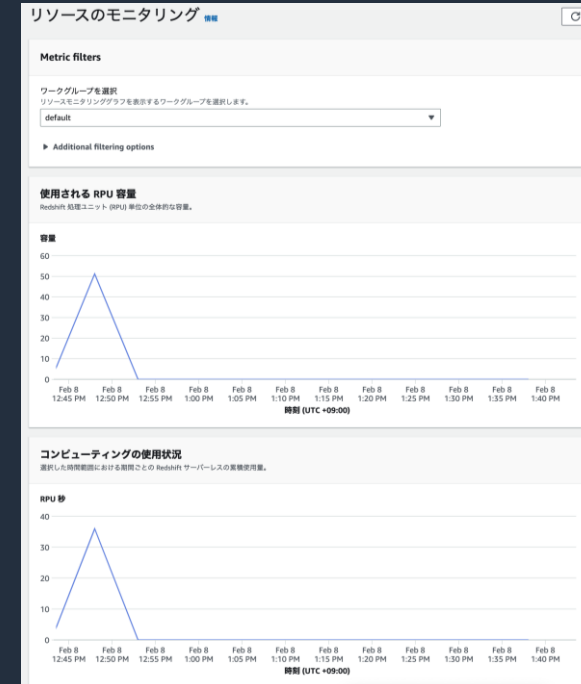 リソースのモニタリング 情報
Metric filters
ワークグループを選択
リソースモニタリンググラフを表示するワークグループを選択します。
default
Additional filtering options
使用される RPU 容量
Redshift 処理ユニット (RPU) 単位の全体的な容量。
容量
60
50
40
30
20
10
0
Feb 8 Feb 8 Feb 8 Feb 8 Feb 8 Feb 8 Feb 8 Feb 8 Feb 8 Feb 8 Feb 8 Feb 8
12:45 PM 12:50 PM 12:55 PM 1:00 PM 1:05 PM 1:10 PM 1:15 PM 1:20 PM 1:25 PM 1:30 PM 1:35 PM 1:40 PM
時刻 (UTC +09:00)
コンピューティングの使用状況
選択した時間範囲における期間ごとの Redshift サーバーレスの累積使用量。
RPU 秒
40
30
20
10
0
Feb 8 Feb 8 Feb 8 Feb 8 Feb 8 Feb 8 Feb 8 Feb 8 Feb 8 Feb 8 Feb 8 Feb 8
12:45 PM 12:50 PM 12:55 PM 1:00 PM 1:05 PM 1:10 PM 1:15 PM 1:20 PM 1:25 PM 1:30 PM 1:35 PM 1:40 PM
時刻 (UTC +09:00)